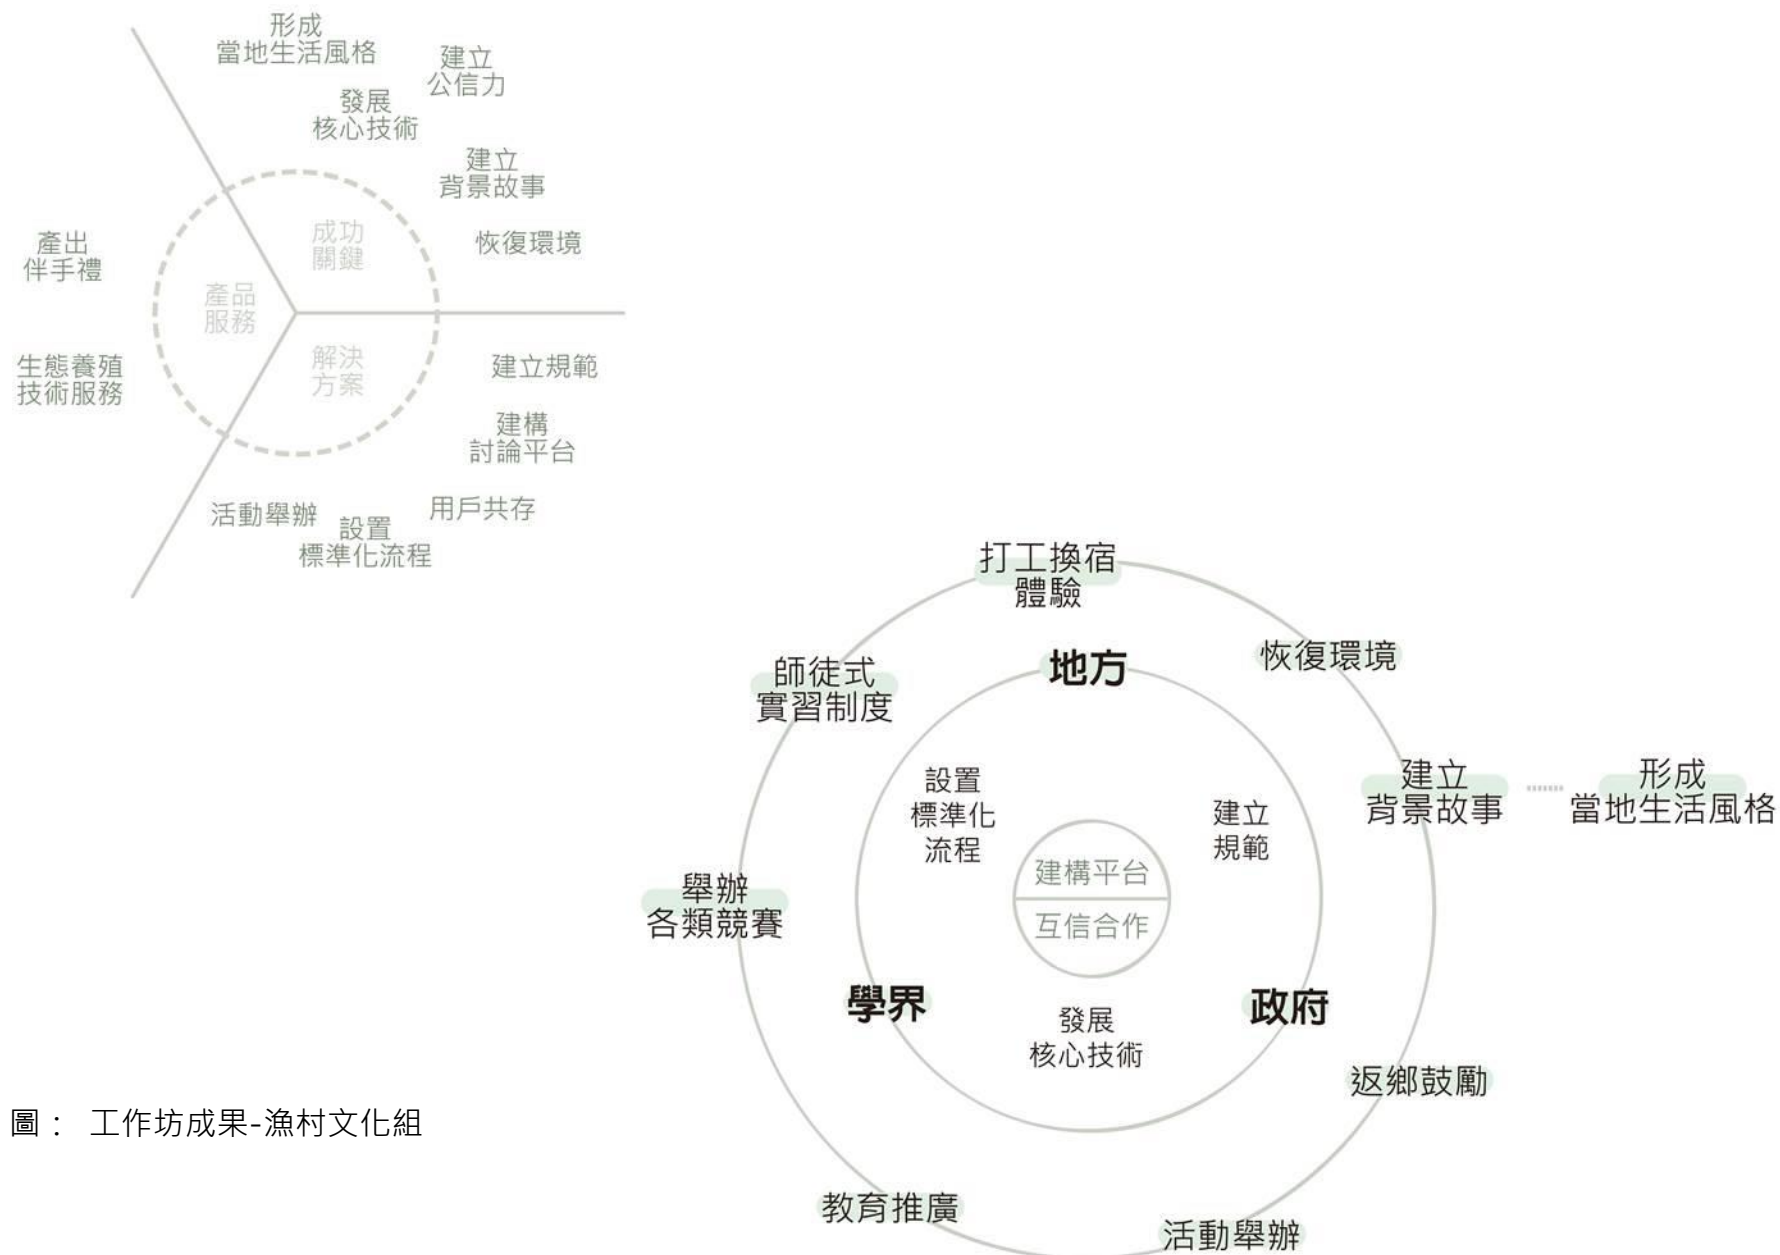 形成
當地生活風格
建立
公信力
發展
核心技術
建立
背景故事
恢復環境
成功
關鍵
產出
伴手禮
產品
服務
生態養殖
技術服務
解決
方案
建立規範
建構
討論平台
用戶共存
活動舉辦
設置
標準化流程
打工換宿
體驗
地方
恢復環境
師徒式
實習制度
建立
背景故事
形成
當地生活風格
設置
標準化
流程
建立
規範
建構平台
互信合作
舉辦
各類競賽
學界
政府
發展
核心技術
返鄉鼓勵
教育推廣
活動舉辦
圖： 工作坊成果-漁村文化組